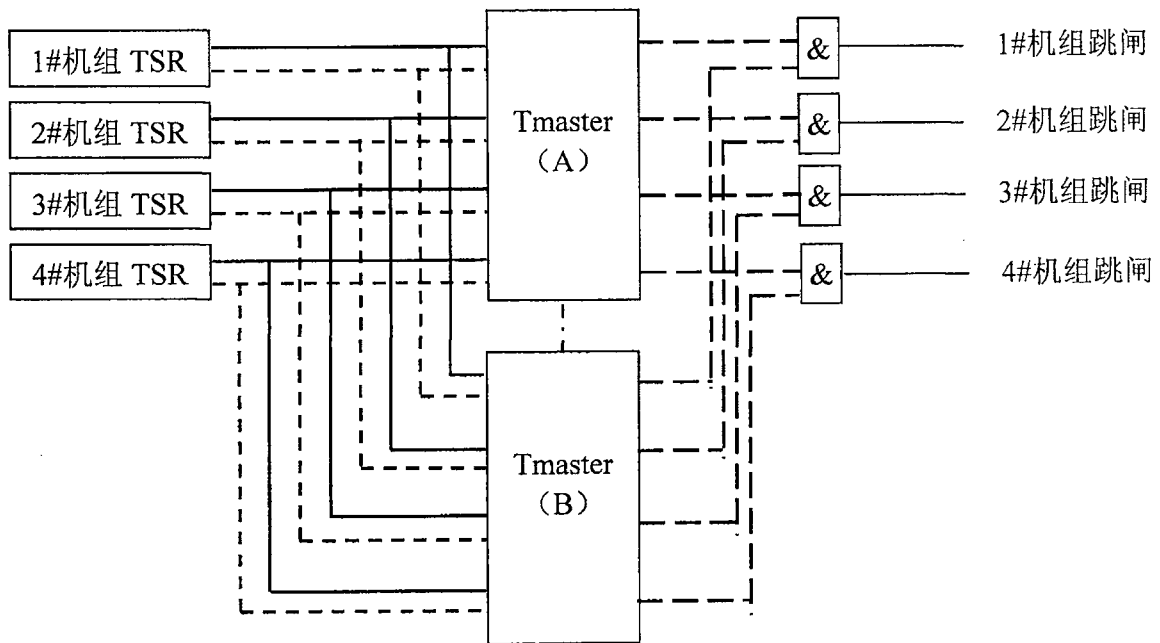 1#机组 TSR
2#机组 TSR
3#机组 TSR
4#机组 TSR
Tmaster
（A）
Tmaster
（B）
&
1#机组跳闸
&
2#机组跳闸
&
3#机组跳闸
&
4#机组跳闸